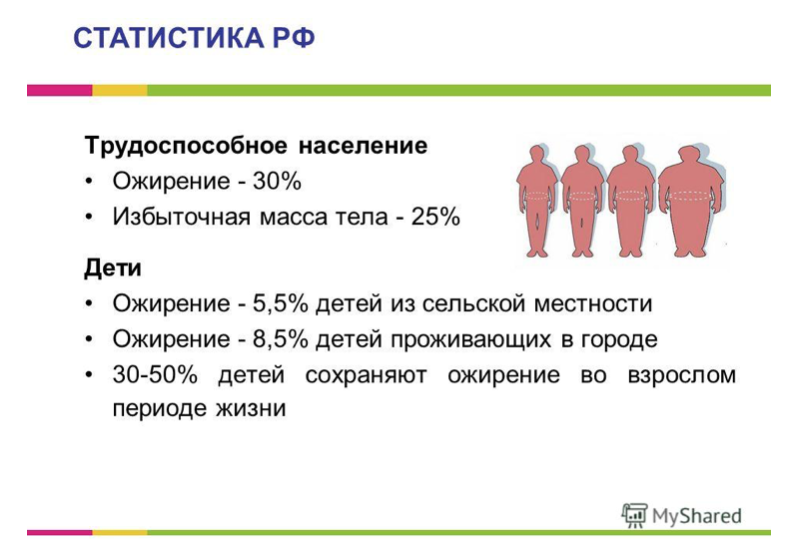 СТАТИСТИКА РФ
Трудоспособное население
• Ожирение - 30%
• Избыточная масса тела - 25%
Дети
• Ожирение - 5,5% детей из сельской местности
• Ожирение - 8,5% детей проживающих в городе
• 30-50% детей сохраняют ожирение во взрослом
периоде жизни
MyShared